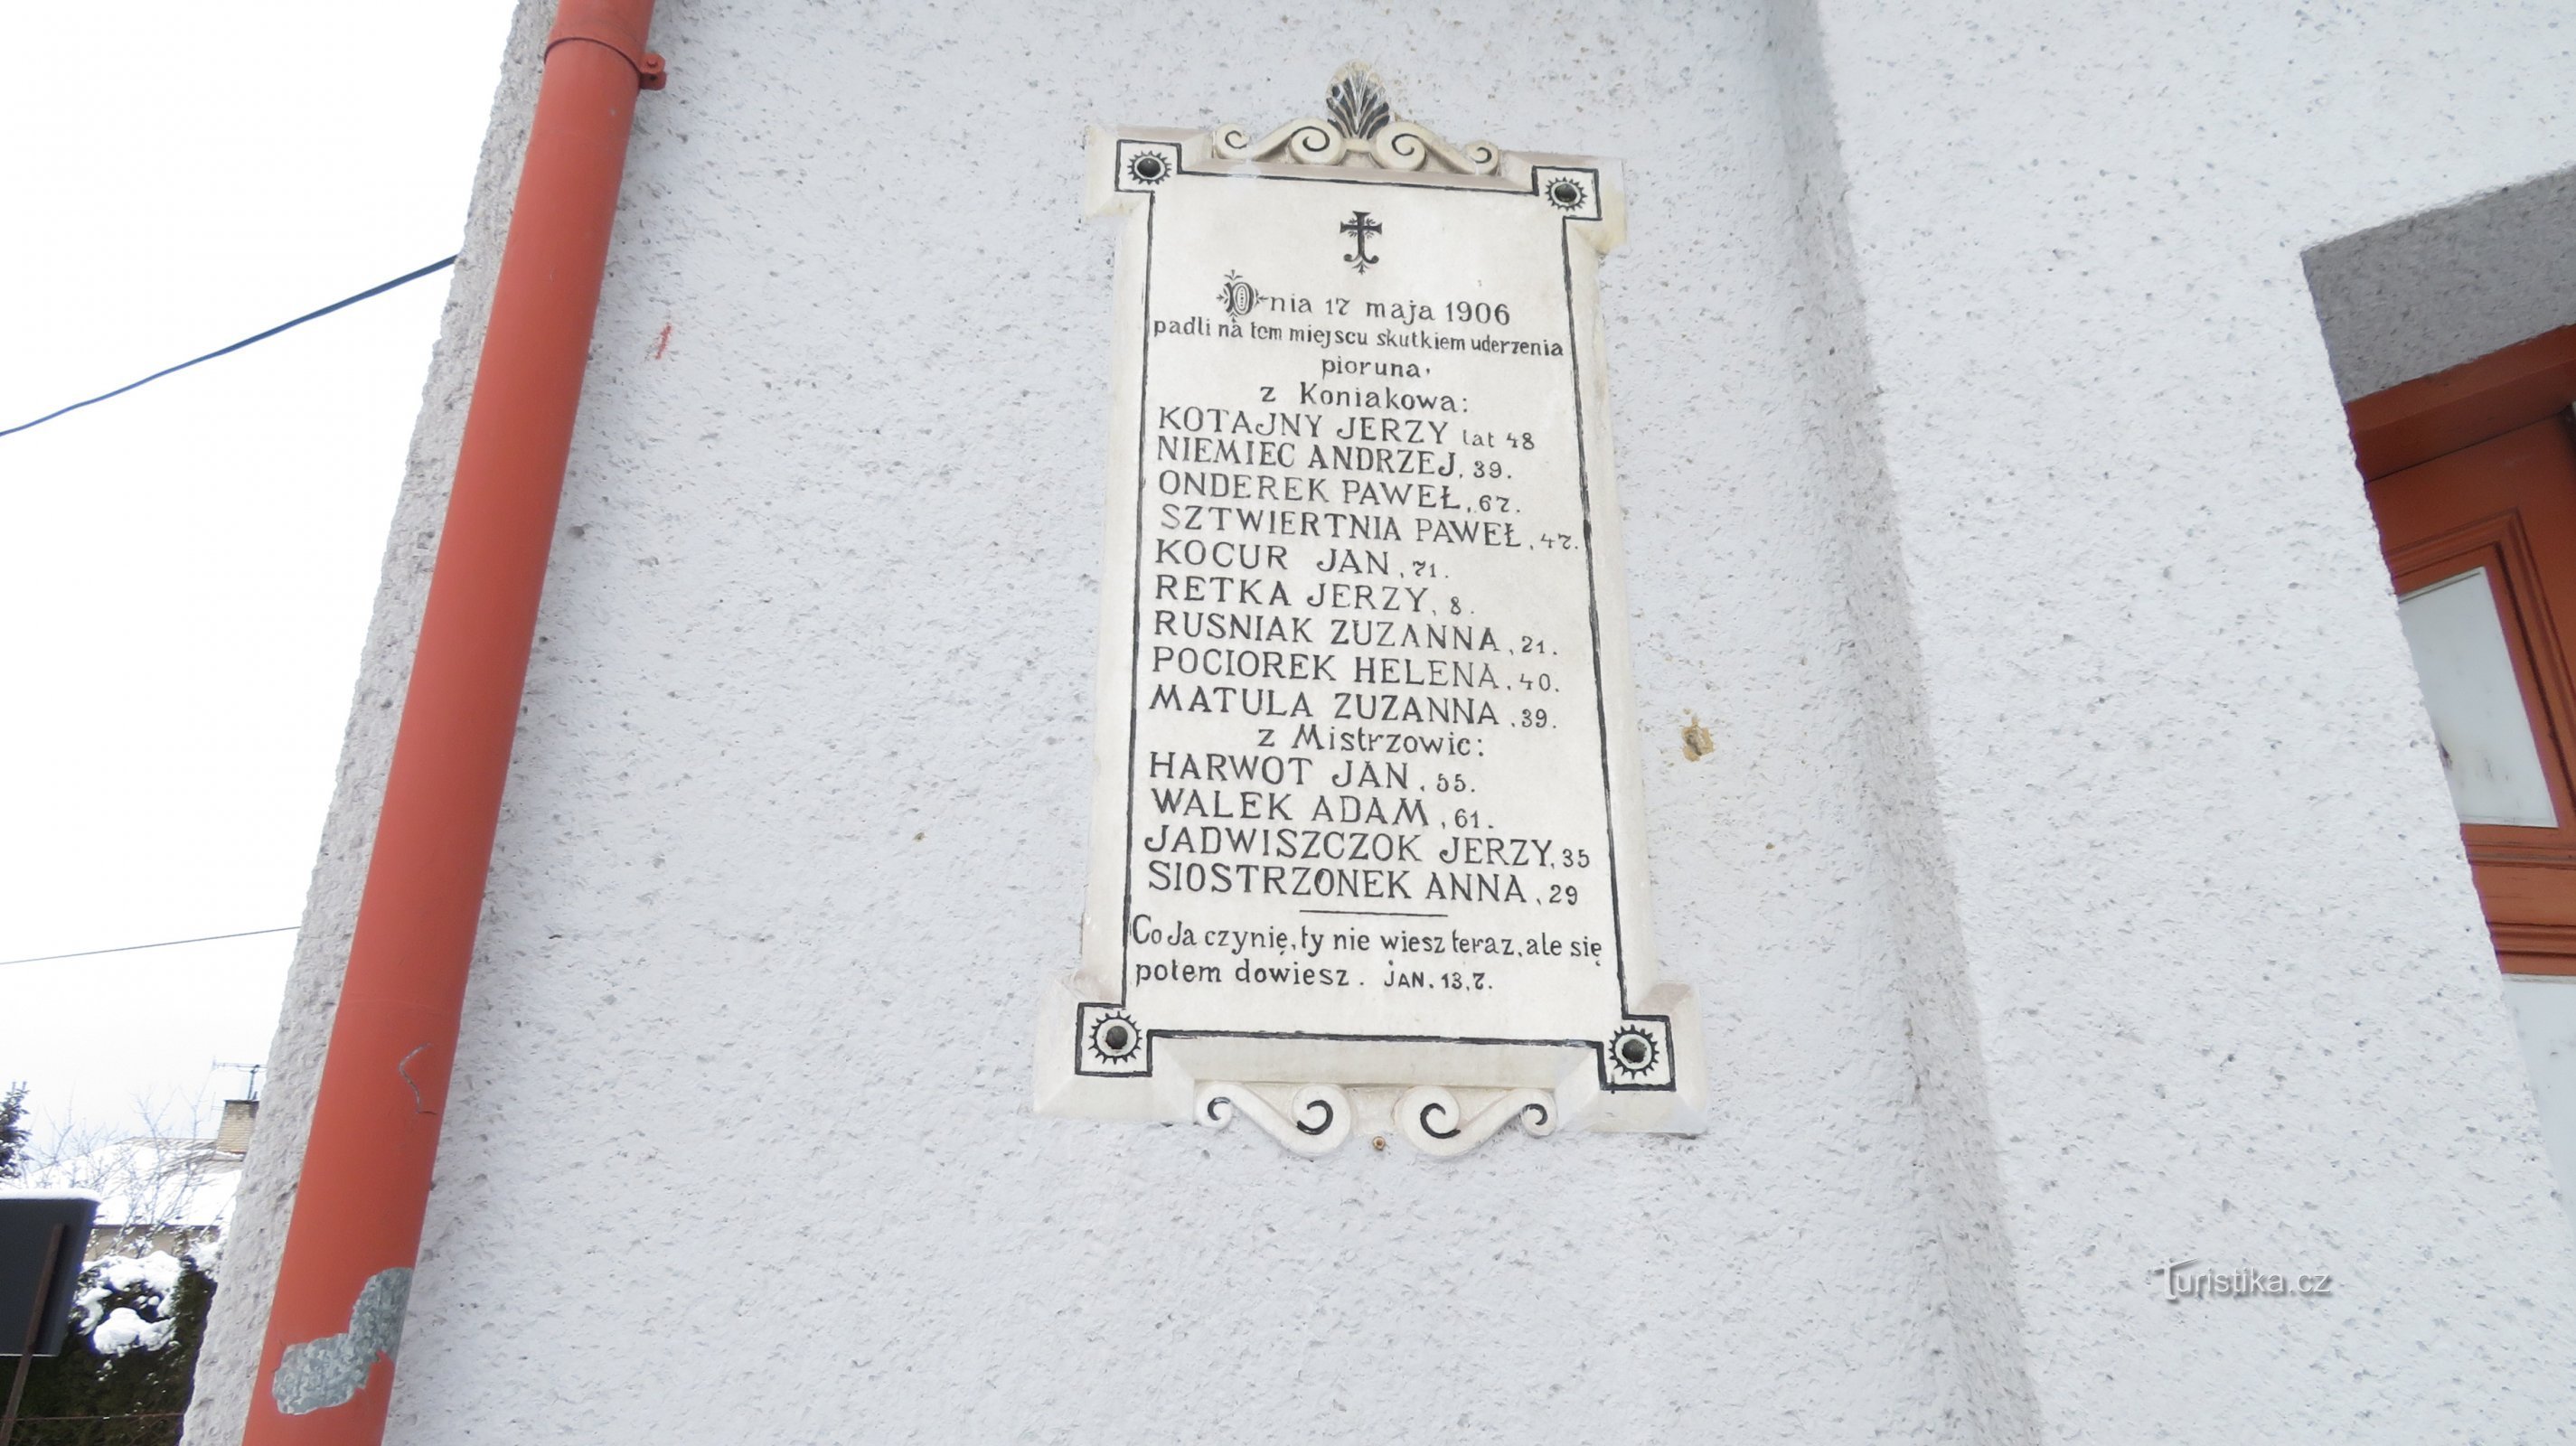 Dnia 17 maja 1906
padli na tem miejscu skutkiem uderzenia
pioruna,
z Koniakowa:
KOTAJNY JERZY lat 48
NIEMIEC ANDRZEJ, 39.
ONDEREK PAWEŁ, 67.
SZTWIERTNIA PAWEŁ, 47.
KOCUR JAN, 71.
RETKA JERZY, 8.
RUSNIAK ZUZANNA, 21.
POCIOREK HELENA, 40.
MATULA ZUZANNA, 39.
z Mistrzowic:
HARWOT JAN, 55.
WALEK ADAM, 61.
JADWISZCZOK JERZY, 35
SIOSTRZONEK ANNA, 29
Co Ja czynię, ty nie wiesz teraz, ale się
potem dowiesz. JAN. 13,7.
Turistika.cz